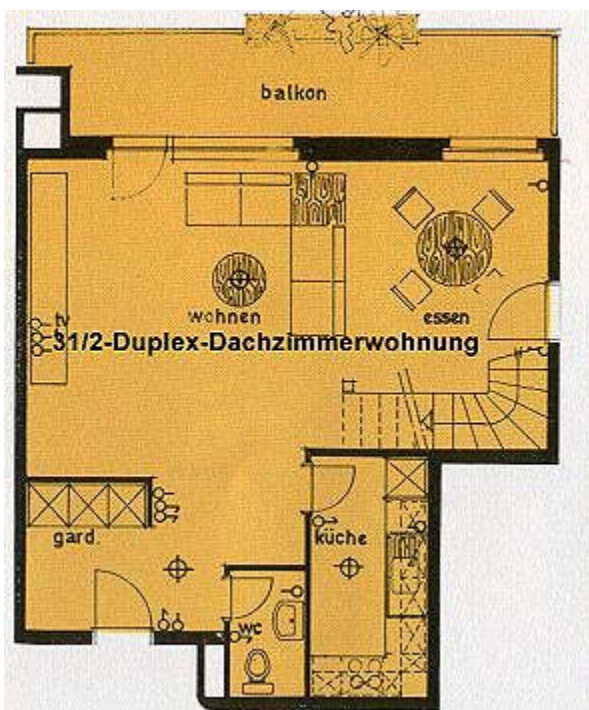 balkon
wohnen
essen
tv
31/2-Duplex-Dachzimmerwohnung
gard.
küche
wc